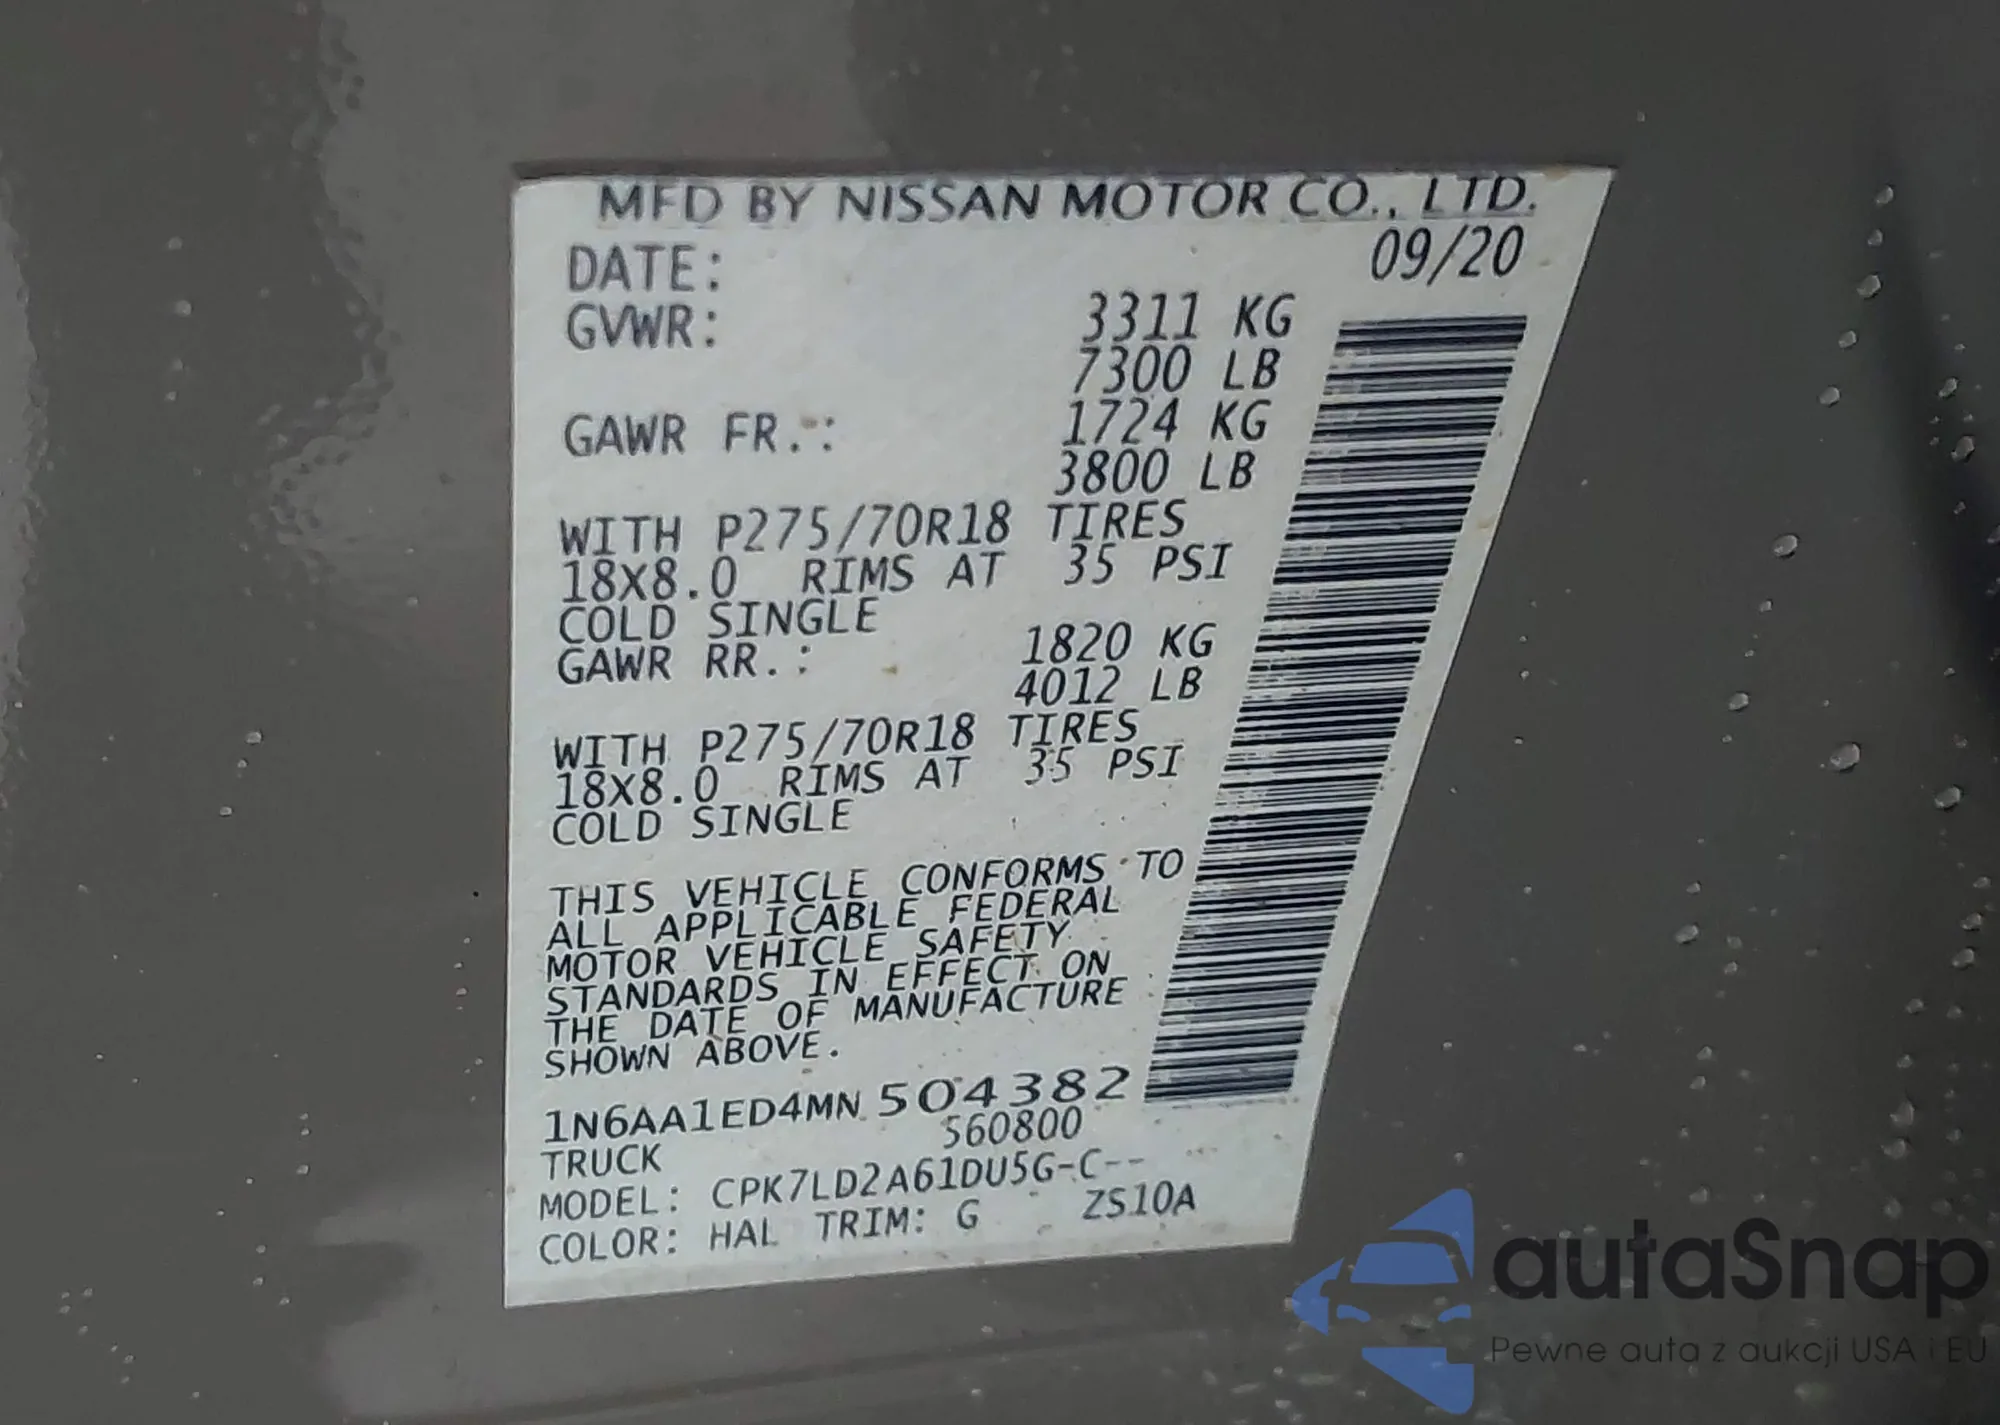 MFD BY NISSAN MOTOR CO., LTD.
DATE: 09/20
GVWR: 3311 KG
7300 LB
GAWR FR.: 1724 KG
3800 LB
WITH P275/70R18 TIRES
18X8.0 RIMS AT 35 PSI
COLD SINGLE
GAWR RR.: 1820 KG
4012 LB
WITH P275/70R18 TIRES
18X8.0 RIMS AT 35 PSI
COLD SINGLE
THIS VEHICLE CONFORMS TO
ALL APPLICABLE FEDERAL
MOTOR VEHICLE SAFETY
STANDARDS IN EFFECT ON
THE DATE OF MANUFACTURE
SHOWN ABOVE.
1N6AA1ED4MN 504382
TRUCK 560800
MODEL: CPK7LD2A61DU5G-C--
COLOR: HAL TRIM: G ZS10A
autaSnap
Pewne auta z aukcji USA i EU